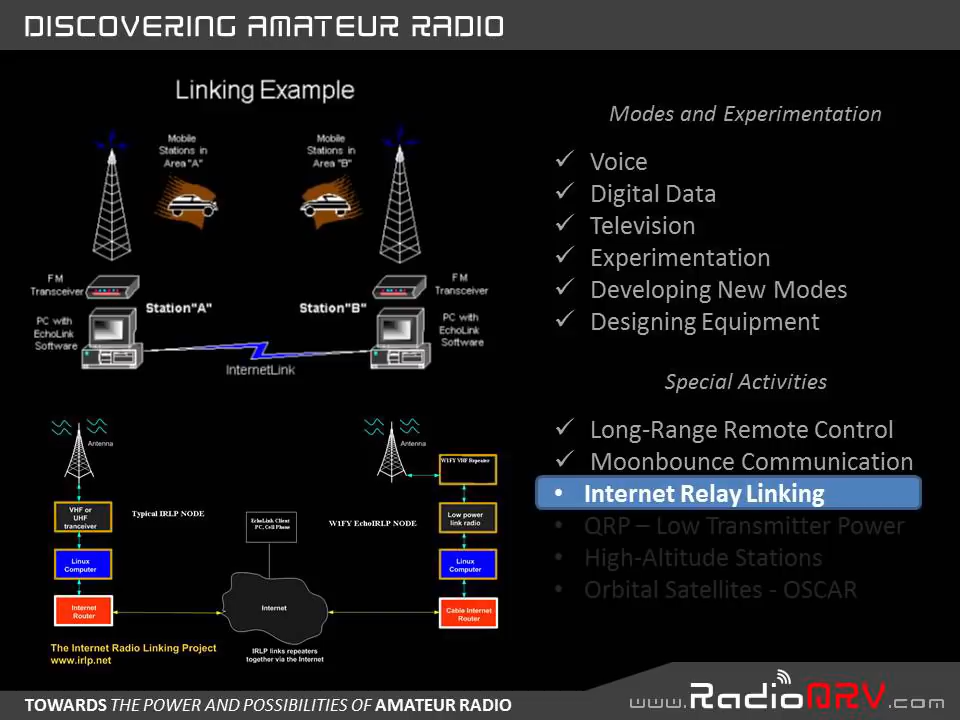 DISCOVERING AMATEUR RADIO
Linking Example
Mobile
Stations in
Area "A"
Mobile
Stations in
Area "B"
FM
Transceiver
Station"A"
PC with
EchoLink
Software
Station"B"
FM
Transceiver
PC with
EchoLink
Software
InternetLink
Antenna
VHF or
UHF
tranceiver
Typical IRLP NODE
Linux
Computer
Internet
Router
EchoLink Client
PC, Cell Phone
Internet
IRLP links repeaters
together via the Internet
Antenna
W1FY VHF Repeater
W1FY EchoIRLP NODE
Low power
link radio
Linux
Computer
Cable Internet
Router
The Internet Radio Linking Project
www.irlp.net
Modes and Experimentation
✓ Voice
✓ Digital Data
✓ Television
✓ Experimentation
✓ Developing New Modes
✓ Designing Equipment
Special Activities
✓ Long-Range Remote Control
✓ Moonbounce Communication
• Internet Relay Linking
• QRP – Low Transmitter Power
• High-Altitude Stations
• Orbital Satellites - OSCAR
TOWARDS THE POWER AND POSSIBILITIES OF AMATEUR RADIO
www.RadioQRV.com